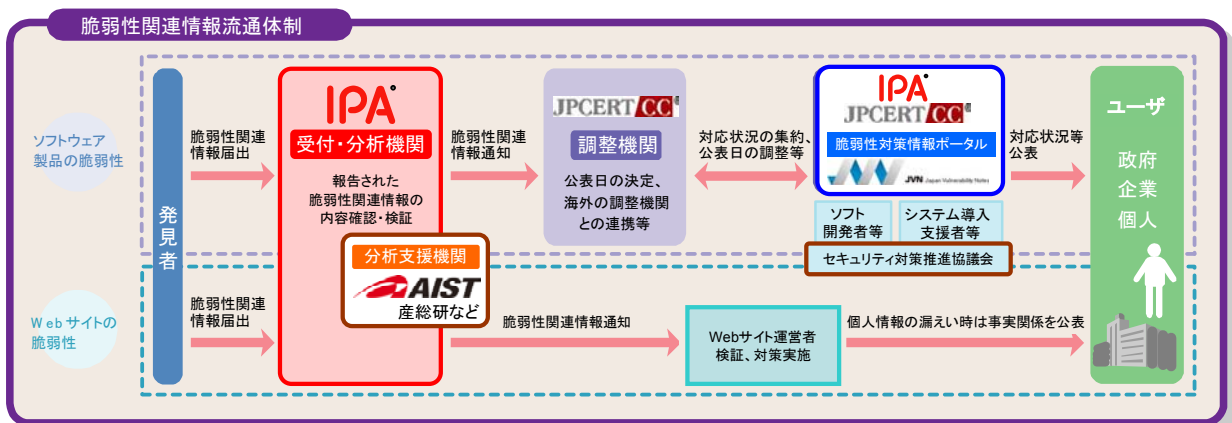 脆弱性関連情報流通体制
ソフトウェア
製品の脆弱性
発見者
脆弱性関連
情報届出
IPA
受付・分析機関
報告された
脆弱性関連情報の
内容確認・検証
分析支援機関
AIST
産総研など
脆弱性関連
情報通知
JPCERT CC®
調整機関
公表日の決定、
海外の調整機関
との連携等
対応状況の集約、
公表日の調整等
IPA
JPCERT CC®
脆弱性対策情報ポータル
JVN Japan Vulnerability Notes
ソフト
開発者等
システム導入
支援者等
セキュリティ対策推進協議会
対応状況等
公表
ユーザ
政府
企業
個人
Webサイトの
脆弱性
脆弱性関連
情報届出
脆弱性関連情報通知
Webサイト運営者
検証、対策実施
個人情報の漏えい時は事実関係を公表